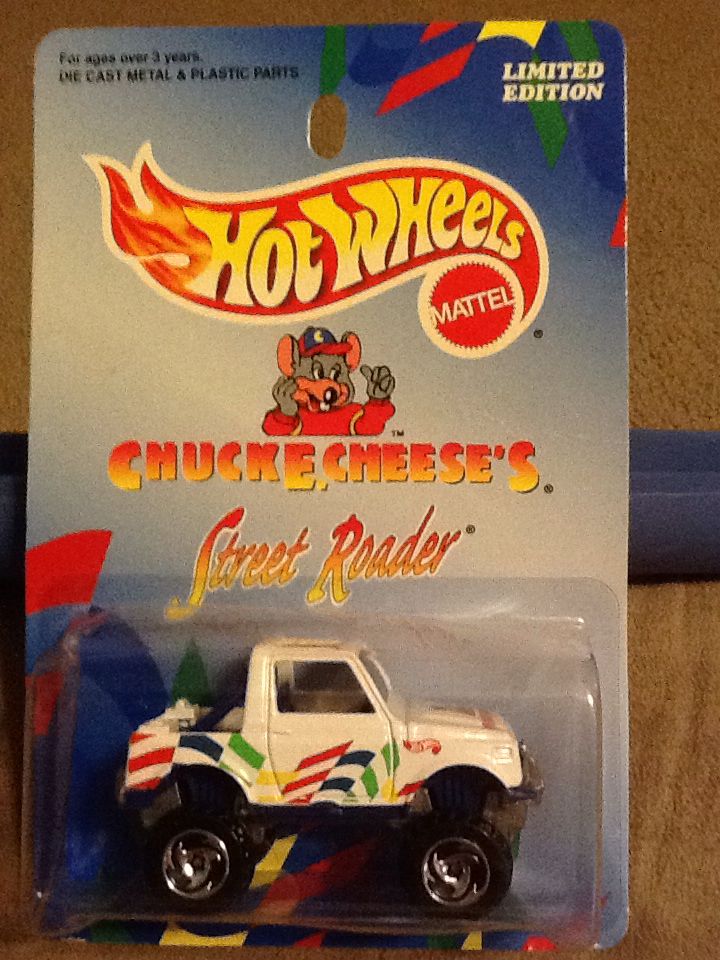 For ages over 3 years.
DIE CAST METAL & PLASTIC PARTS
LIMITED
EDITION
HOT WHEELS
MATTEL
®
TM
CHUCK E. CHEESE'S ®
Street Roader ®